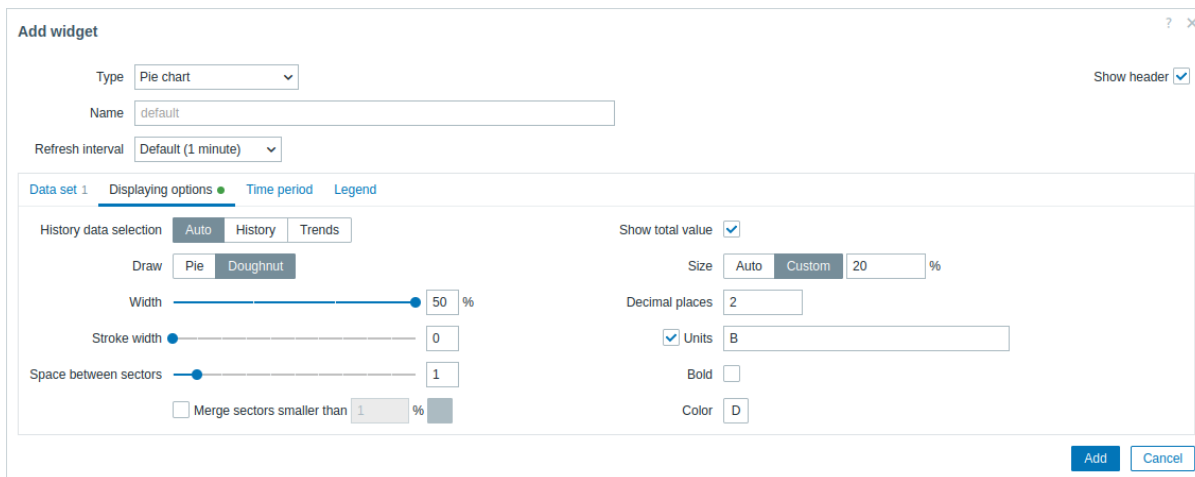 Add widget
? ×
Type Pie chart Show header
Name default
Refresh interval Default (1 minute)
Data set 1 Displaying options Time period Legend
History data selection Auto History Trends Show total value
Draw Pie Doughnut Size Auto Custom 20 %
Width 50 % Decimal places 2
Stroke width 0 Units B
Space between sectors 1 Bold
Merge sectors smaller than 1 % Color D
Add Cancel